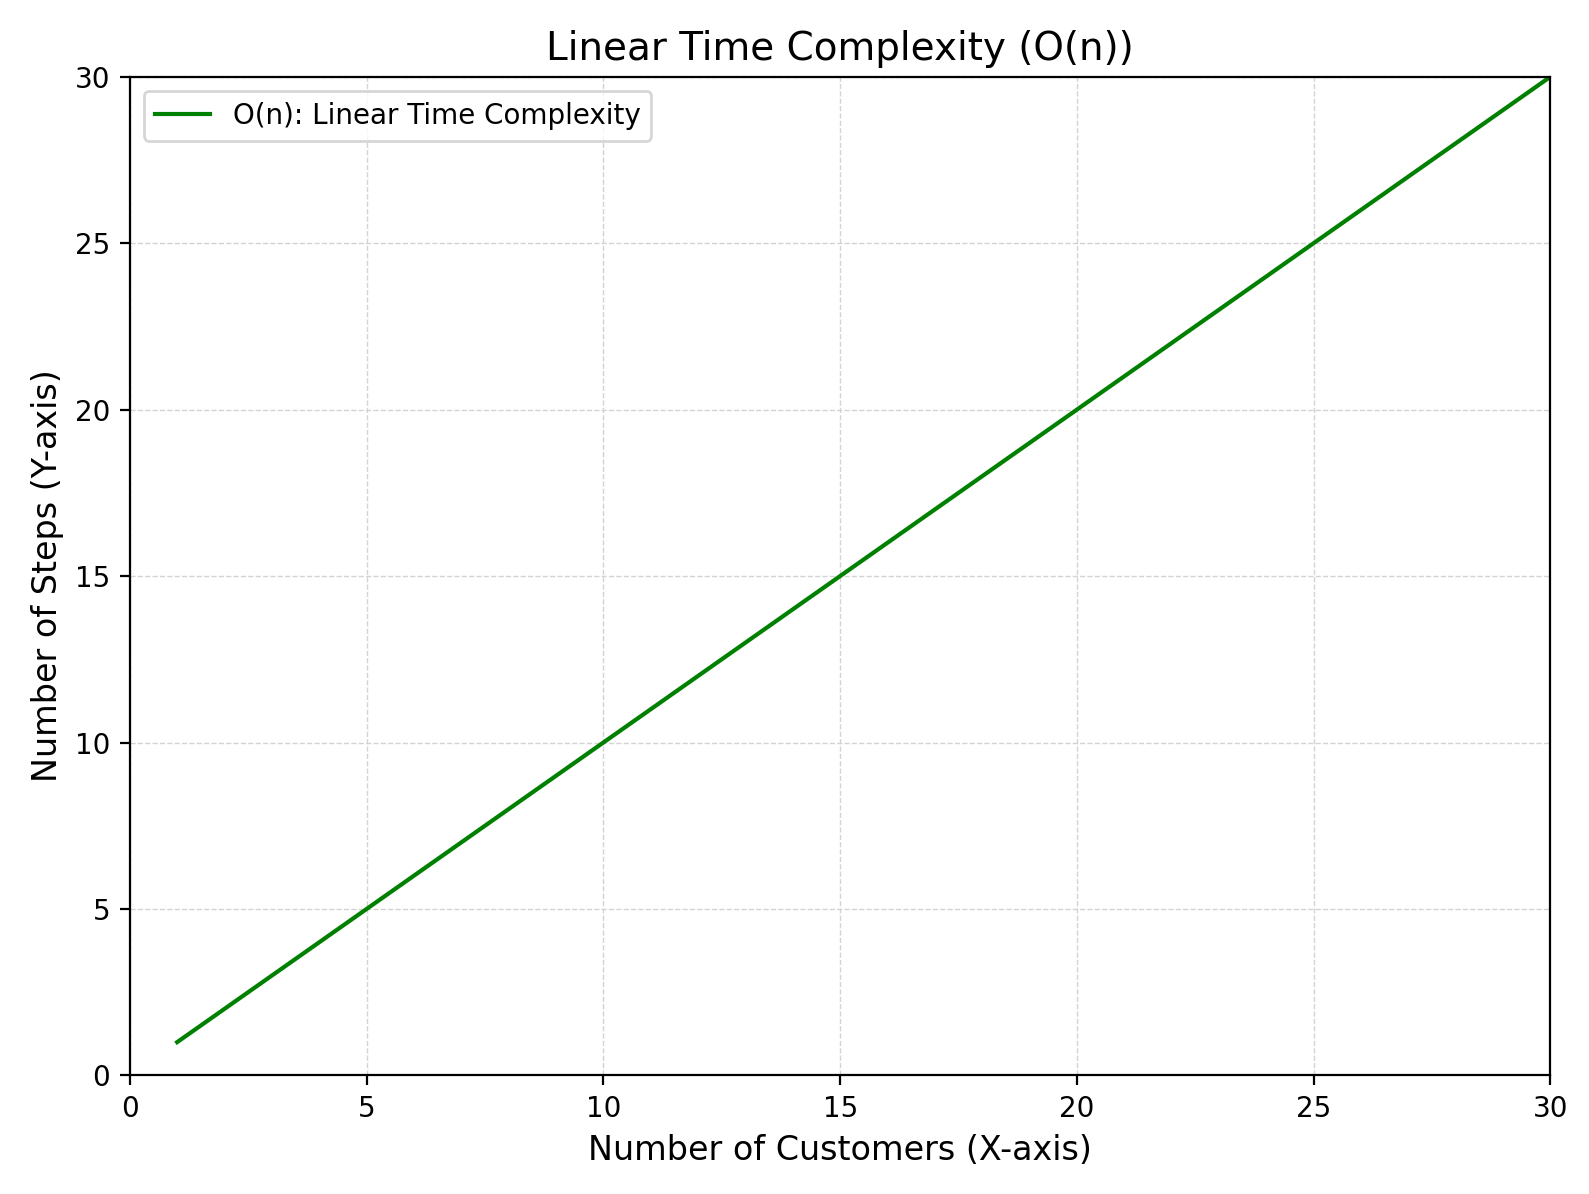 Linear Time Complexity (O(n))
O(n): Linear Time Complexity
30
25
20
15
10
5
0
Number of Steps (Y-axis)
0 5 10 15 20 25 30
Number of Customers (X-axis)